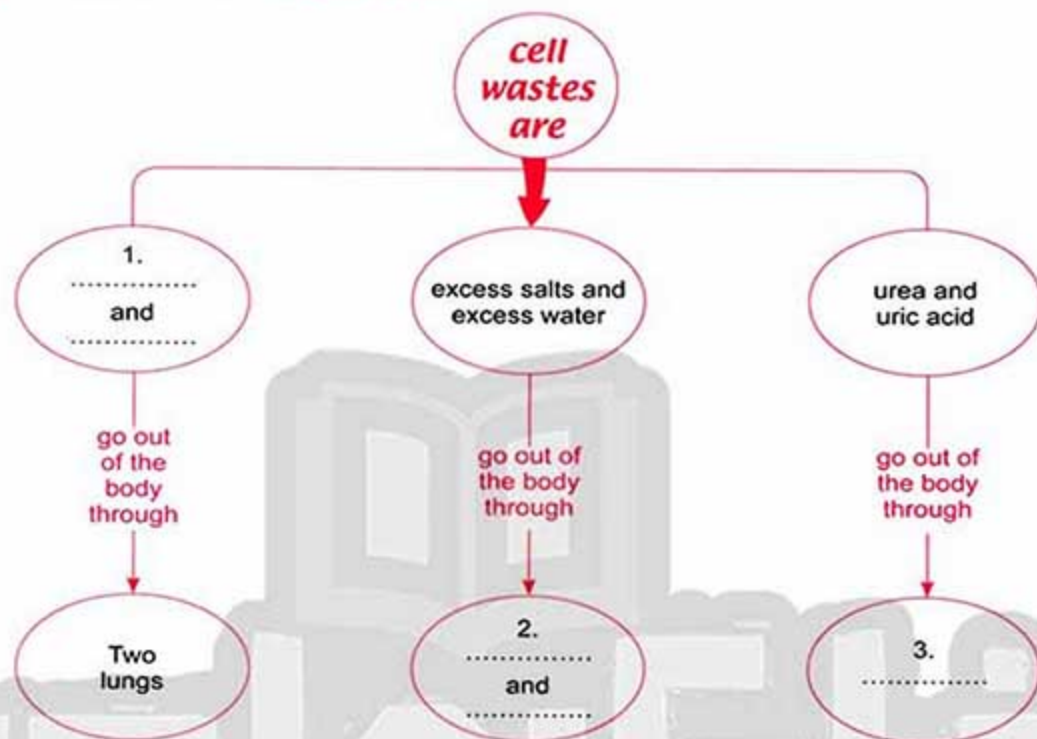 cell
wastes
are
1.
....................
and
....................
excess salts and
excess water
urea and
uric acid
go out
of the
body
through
go out of
the body
through
go out of
the body
through
Two
lungs
2.
....................
and
....................
3.
....................